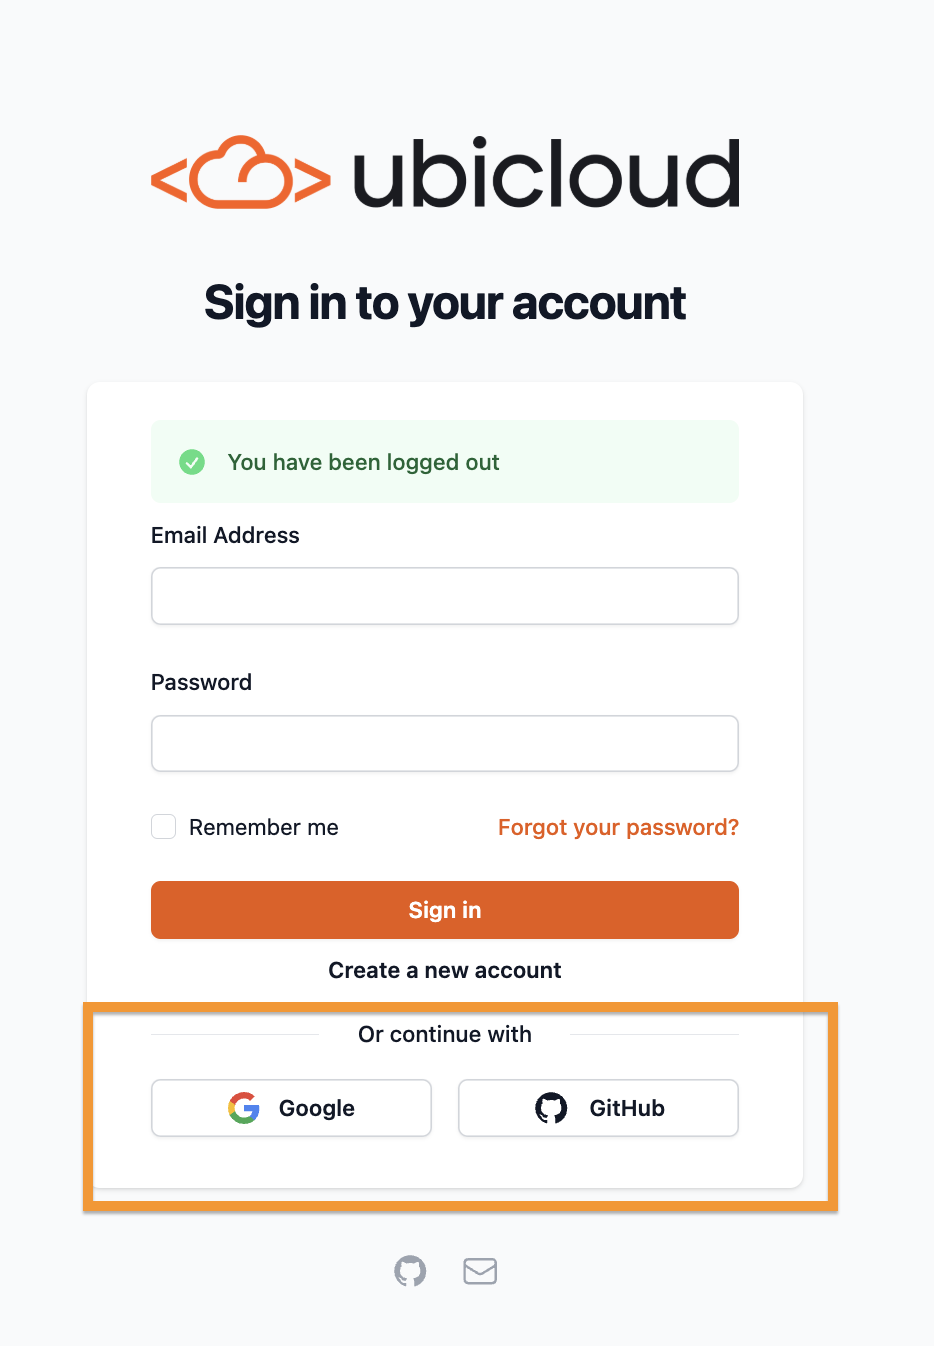 ubicloud
Sign in to your account
You have been logged out
Email Address
Password
Remember me
Forgot your password?
Sign in
Create a new account
Or continue with
Google
GitHub